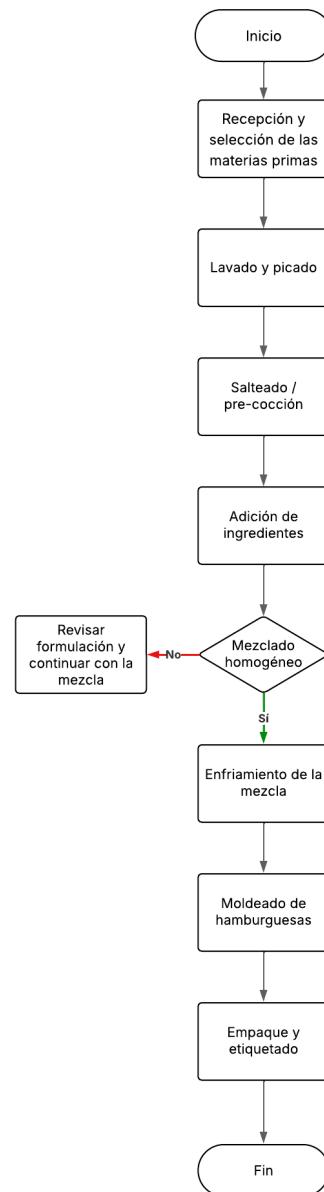 Inicio
Recepción y
selección de las
materias primas
Lavado y picado
Salteado /
pre-cocción
Adición de
ingredientes
Mezclado
homogéneo
No
Revisar
formulación y
continuar con la
mezcla
Sí
Enfriamiento de la
mezcla
Moldeado de
hamburguesas
Empaque y
etiquetado
Fin